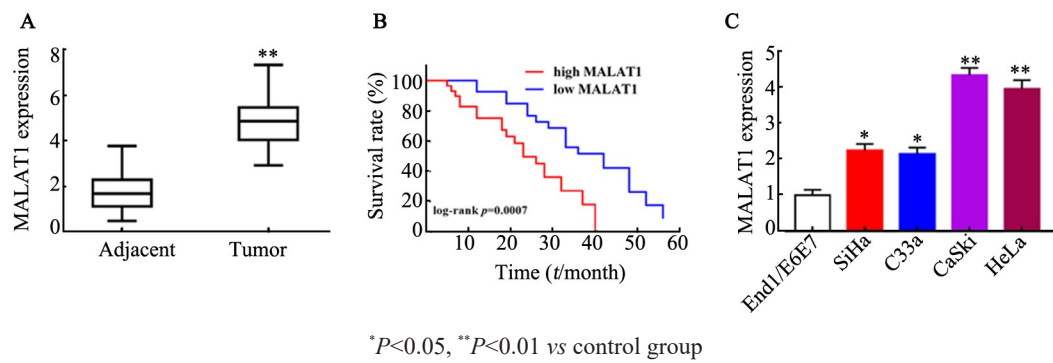 A
MALAT1 expression
8
6
4
2
0
**
Adjacent
Tumor
B
Survival rate (%)
100
80
60
40
20
high MALAT1
low MALAT1
log-rank p=0.0007
10
20
30
40
50
60
Time (t/month)
C
MALAT1 expression
5
4
3
2
1
0
*
*
**
**
End1/E6E7
SiHa
C33a
CaSki
HeLa
*P<0.05, **P<0.01 vs control group